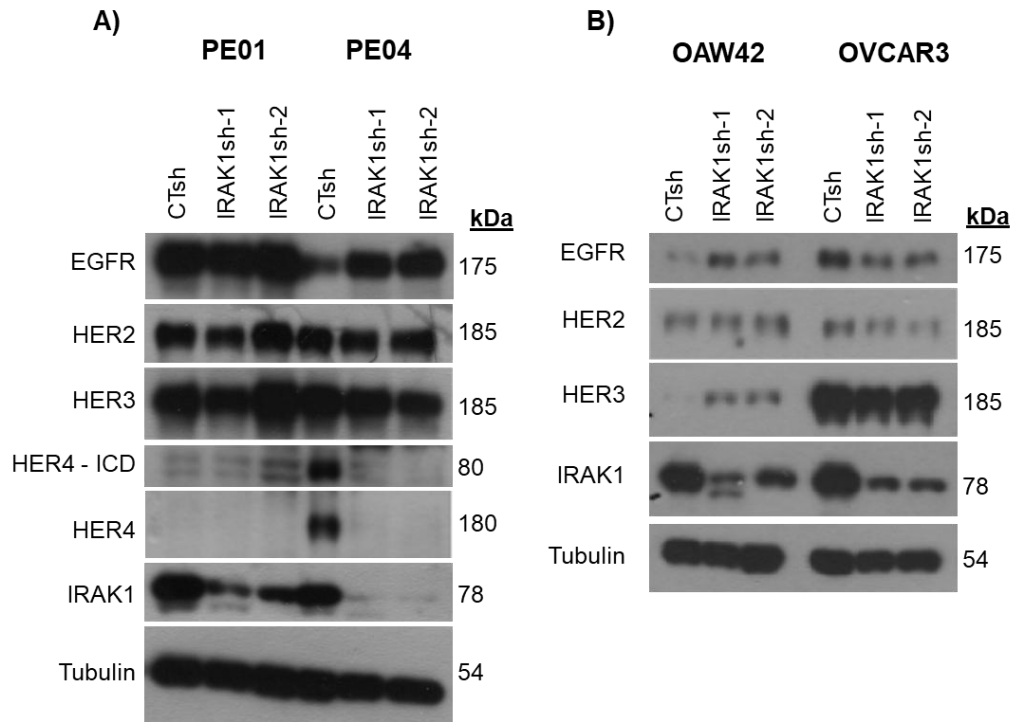 A)
PE01 PE04
CTsh IRAK1sh-1 IRAK1sh-2 CTsh IRAK1sh-1 IRAK1sh-2
kDa
EGFR 175
HER2 185
HER3 185
HER4 - ICD 80
HER4 180
IRAK1 78
Tubulin 54
B)
OAW42 OVCAR3
CTsh IRAK1sh-1 IRAK1sh-2 CTsh IRAK1sh-1 IRAK1sh-2
kDa
EGFR 175
HER2 185
HER3 185
IRAK1 78
Tubulin 54